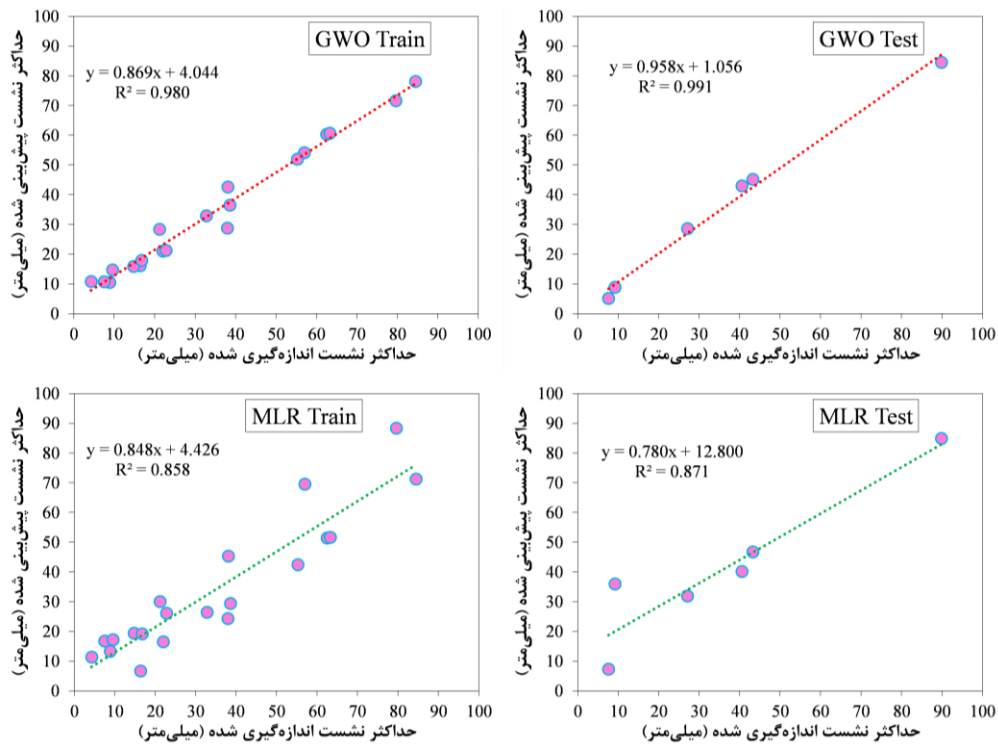 GWO Train
y = 0.869x + 4.044
R² = 0.980
حداکثر نشست پیش‌بینی شده (میلی‌متر)
100
90
80
70
60
50
40
30
20
10
0
0 10 20 30 40 50 60 70 80 90 100
حداکثر نشست اندازه‌گیری شده (میلی‌متر)
GWO Test
y = 0.958x + 1.056
R² = 0.991
حداکثر نشست پیش‌بینی شده (میلی‌متر)
100
90
80
70
60
50
40
30
20
10
0
0 10 20 30 40 50 60 70 80 90 100
حداکثر نشست اندازه‌گیری شده (میلی‌متر)
MLR Train
y = 0.848x + 4.426
R² = 0.858
حداکثر نشست پیش‌بینی شده (میلی‌متر)
100
90
80
70
60
50
40
30
20
10
0
0 10 20 30 40 50 60 70 80 90 100
حداکثر نشست اندازه‌گیری شده (میلی‌متر)
MLR Test
y = 0.780x + 12.800
R² = 0.871
حداکثر نشست پیش‌بینی شده (میلی‌متر)
100
90
80
70
60
50
40
30
20
10
0
0 10 20 30 40 50 60 70 80 90 100
حداکثر نشست اندازه‌گیری شده (میلی‌متر)